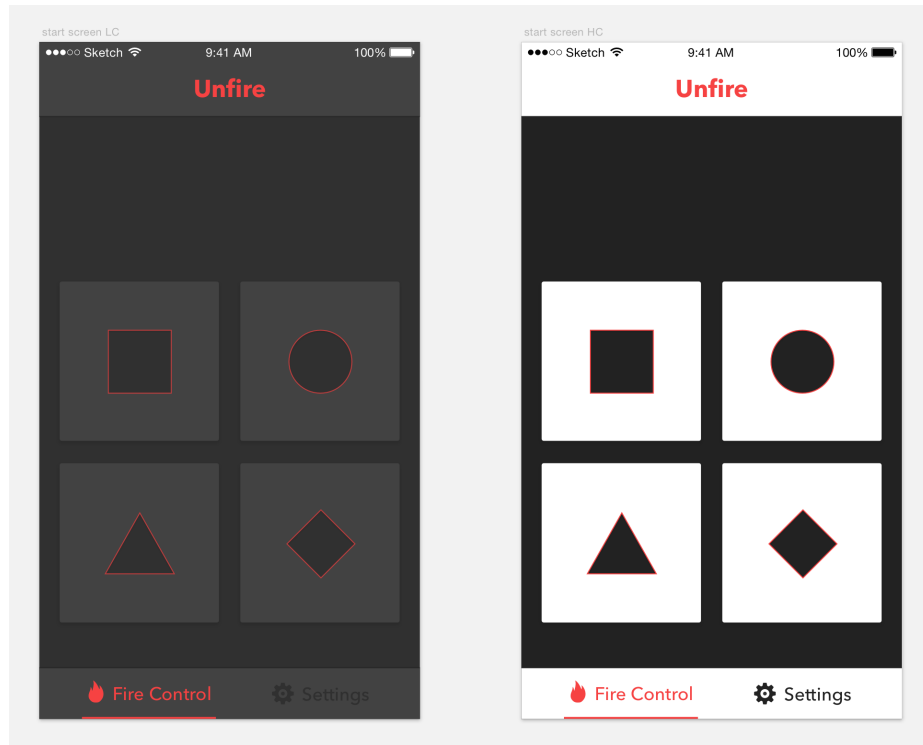 start screen LC
Sketch 9:41 AM 100%
Unfire
Fire Control Settings
start screen HC
Sketch 9:41 AM 100%
Unfire
Fire Control Settings